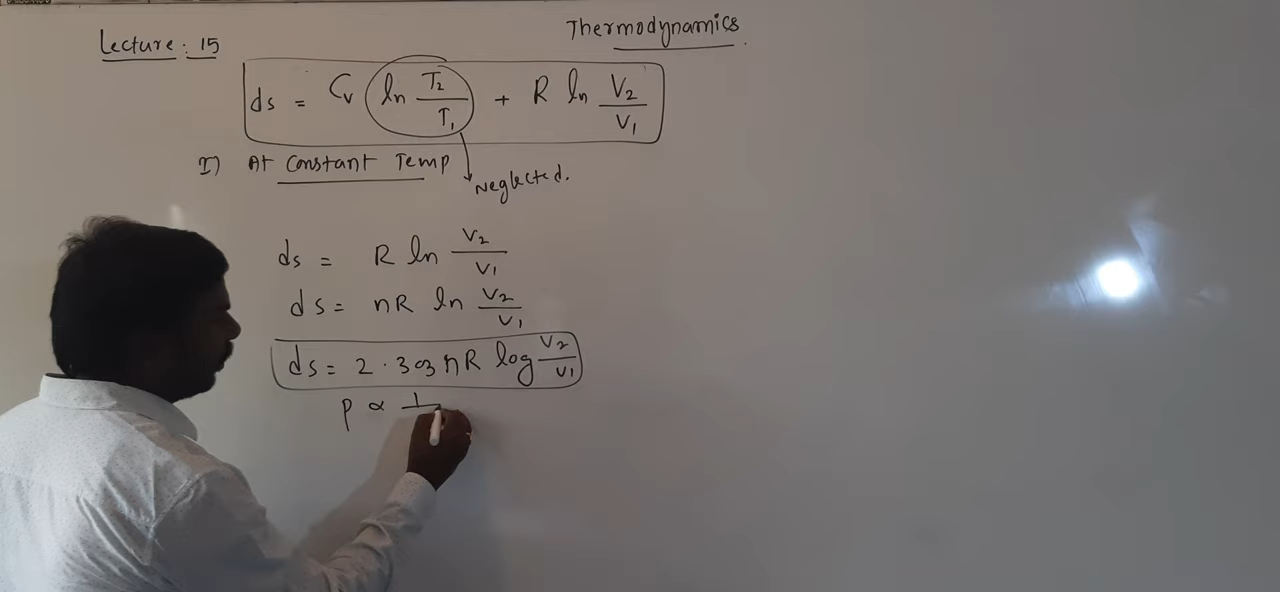 Thermodynamics.
Lecture : 15
ds = Cv ln T2/T1 + R ln V2/V1
I) At Constant Temp
Neglected.
ds = R ln V2/V1
ds = nR ln V2/V1
ds = 2.303 nR log V2/V1
P ∝ 1/